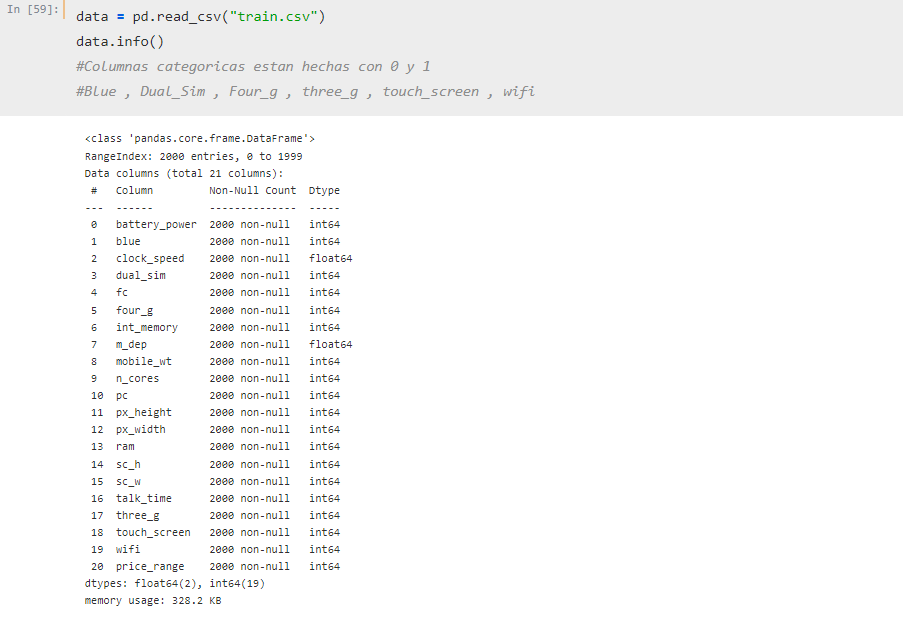 In [59]:
data = pd.read_csv("train.csv")
data.info()
#Columnas categoricas estan hechas con 0 y 1
#Blue , Dual_Sim , Four_g , three_g , touch_screen , wifi
<class 'pandas.core.frame.DataFrame'>
RangeIndex: 2000 entries, 0 to 1999
Data columns (total 21 columns):
 #   Column         Non-Null Count  Dtype
---  ------         --------------  -----
 0   battery_power  2000 non-null   int64
 1   blue           2000 non-null   int64
 2   clock_speed    2000 non-null   float64
 3   dual_sim       2000 non-null   int64
 4   fc             2000 non-null   int64
 5   four_g         2000 non-null   int64
 6   int_memory     2000 non-null   int64
 7   m_dep          2000 non-null   float64
 8   mobile_wt      2000 non-null   int64
 9   n_cores        2000 non-null   int64
 10  pc             2000 non-null   int64
 11  px_height      2000 non-null   int64
 12  px_width       2000 non-null   int64
 13  ram            2000 non-null   int64
 14  sc_h           2000 non-null   int64
 15  sc_w           2000 non-null   int64
 16  talk_time      2000 non-null   int64
 17  three_g        2000 non-null   int64
 18  touch_screen   2000 non-null   int64
 19  wifi           2000 non-null   int64
 20  price_range    2000 non-null   int64
dtypes: float64(2), int64(19)
memory usage: 328.2 KB